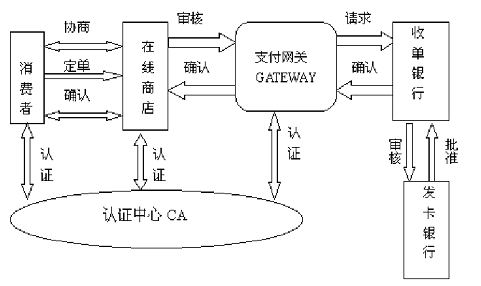 协商
定单
确认
消费者
在线商店
审核
确认
支付网关
GATEWAY
请求
确认
收单银行
认证
认证
认证
审核
批准
认证中心 CA
发卡银行